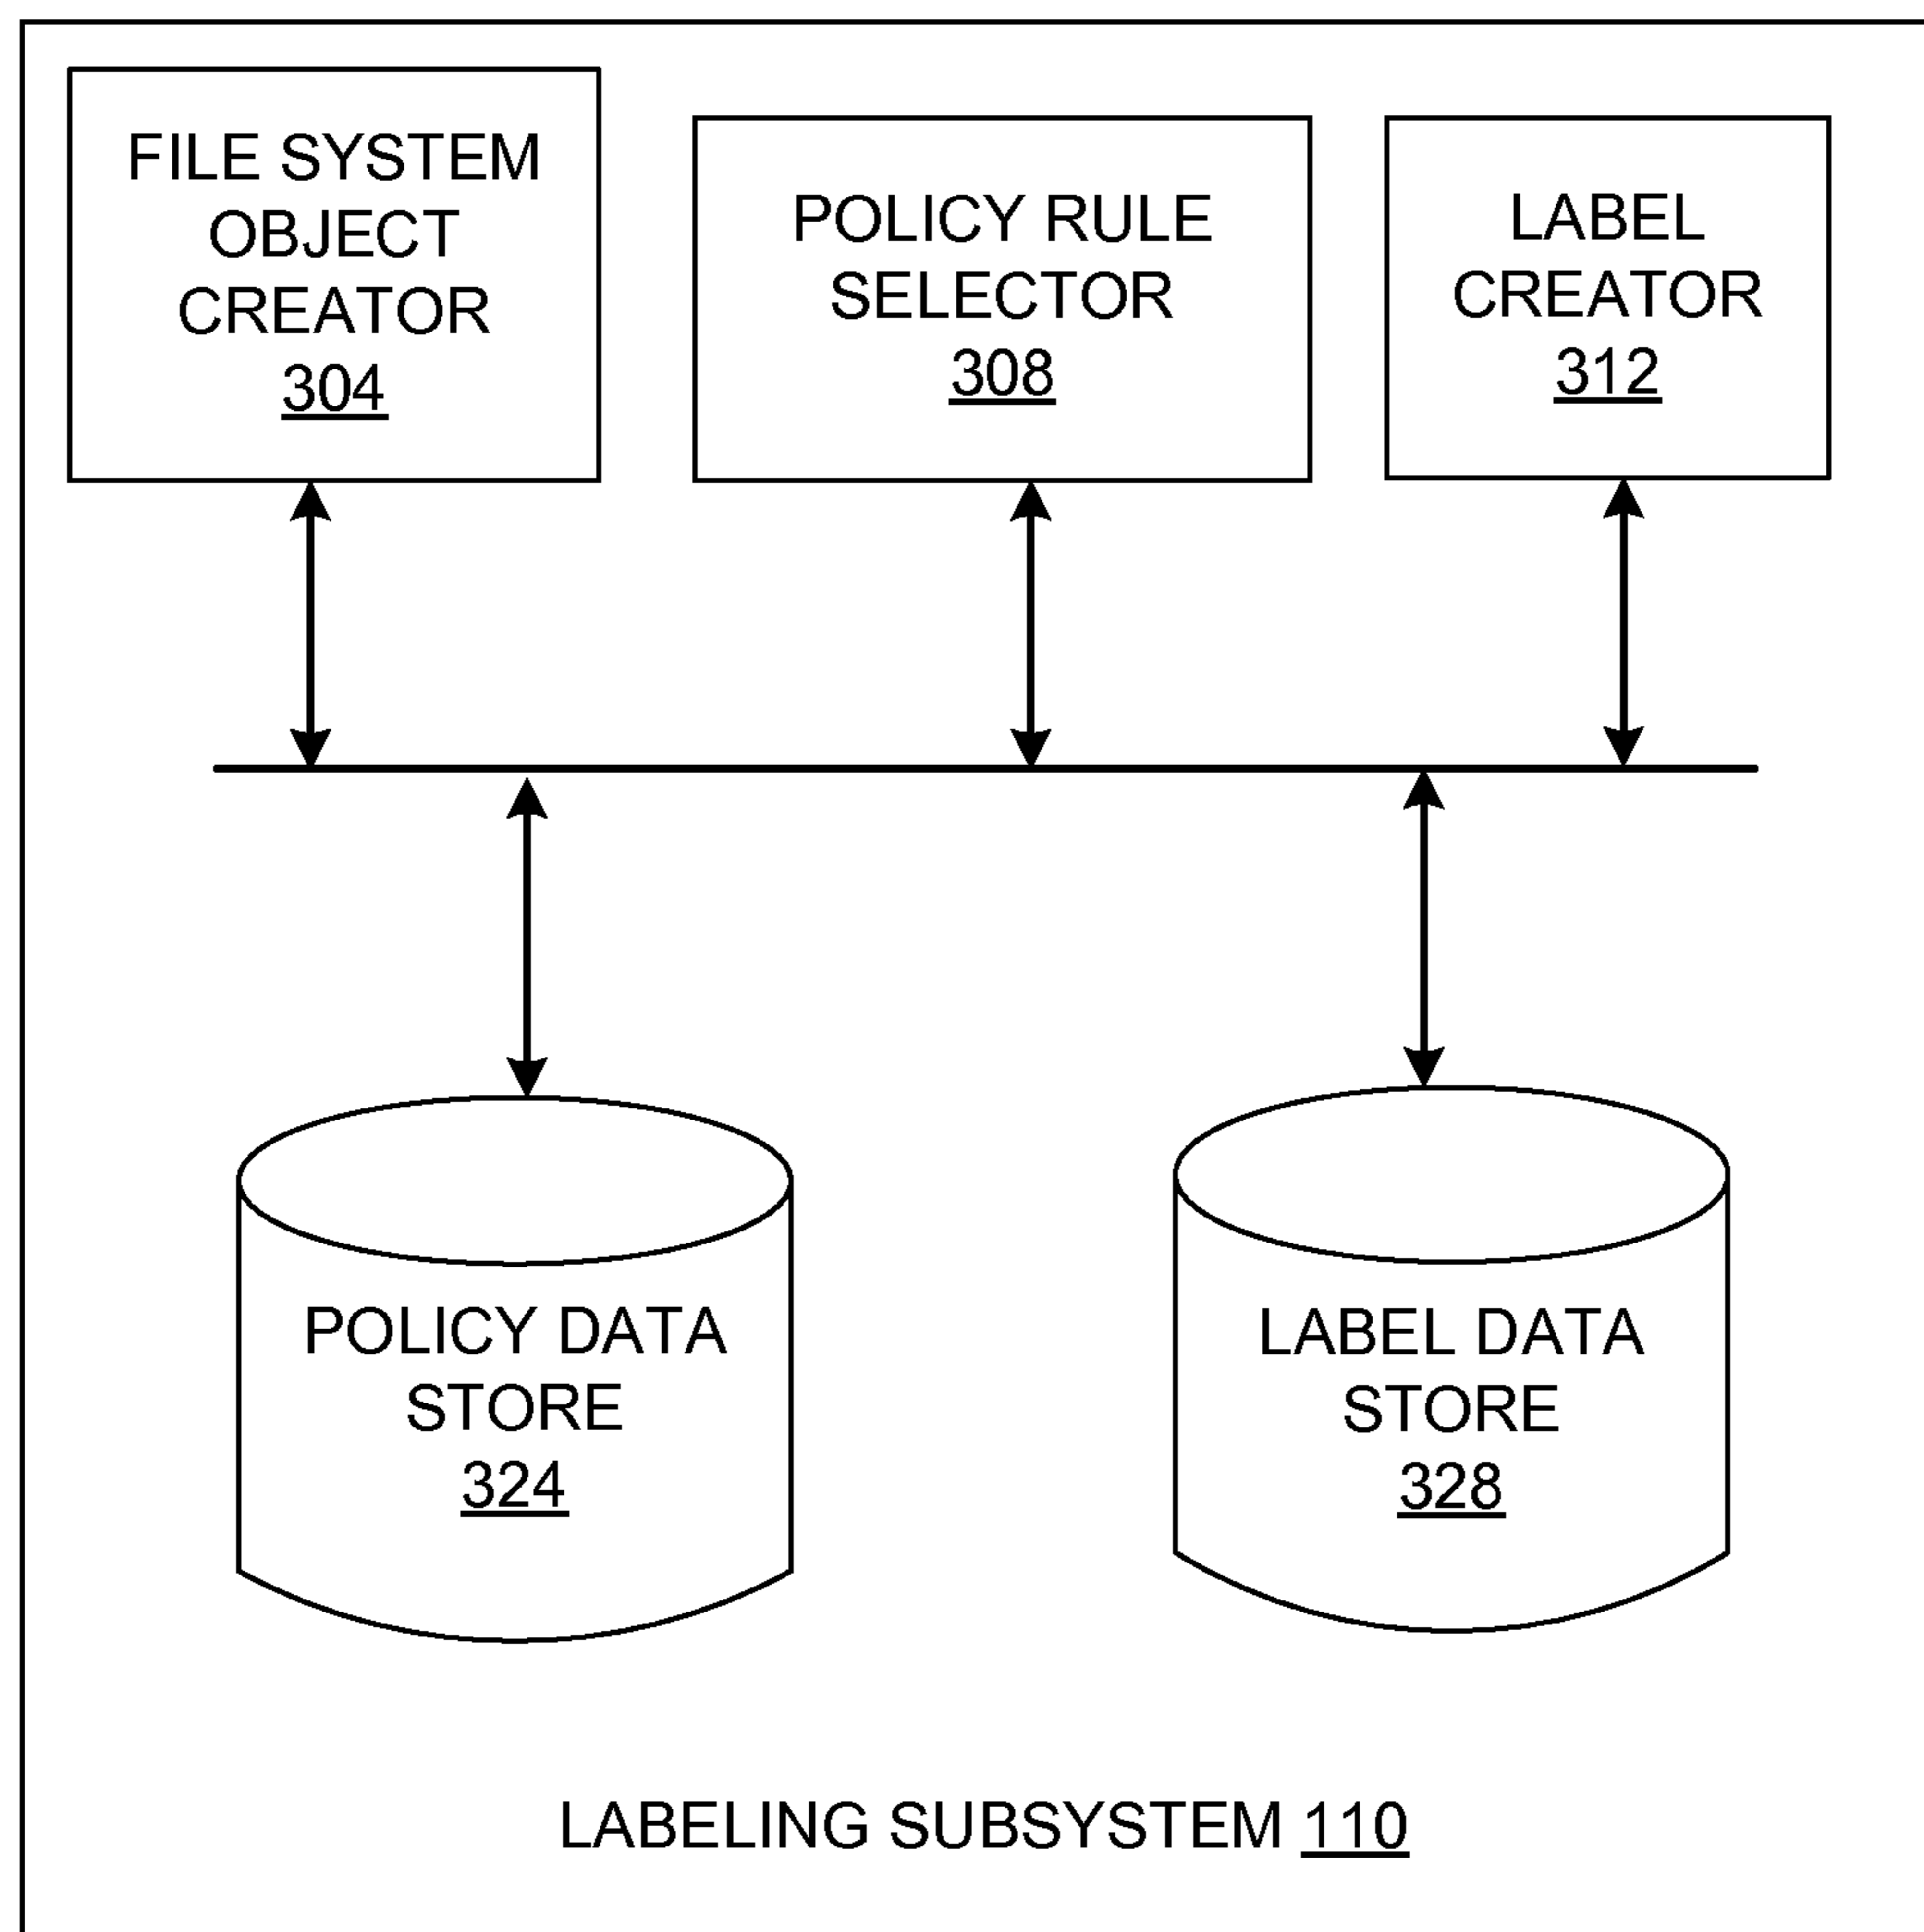 FILE SYSTEM
OBJECT
CREATOR
304
POLICY RULE
SELECTOR
308
LABEL
CREATOR
312
POLICY DATA
STORE
324
LABEL DATA
STORE
328
LABELING SUBSYSTEM 110